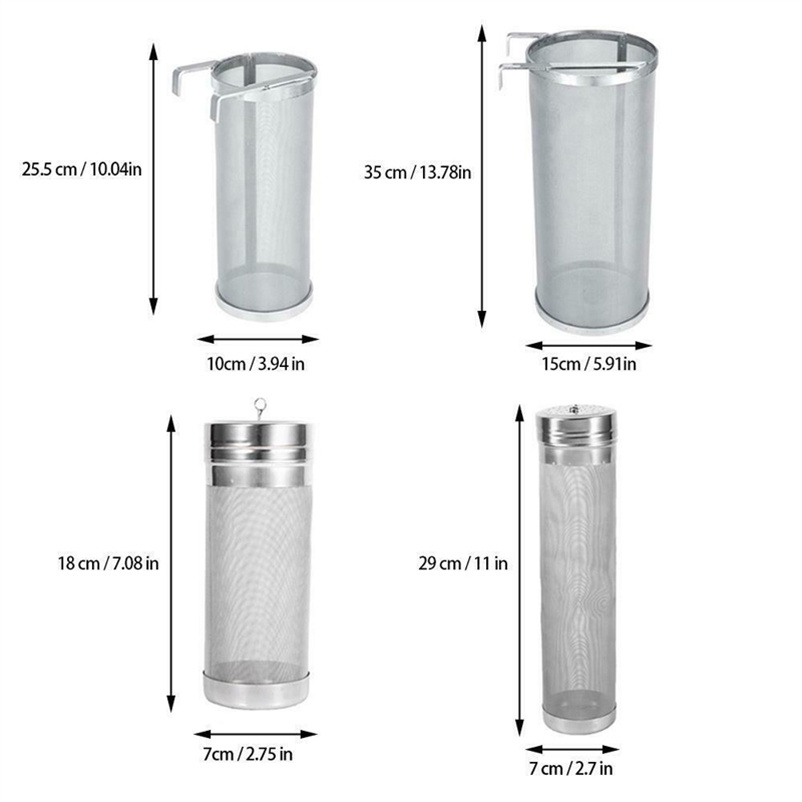 25.5 cm / 10.04in
35 cm / 13.78in
10cm / 3.94 in
15cm / 5.91in
18 cm / 7.08 in
29 cm / 11 in
7cm / 2.75 in
7 cm / 2.7 in